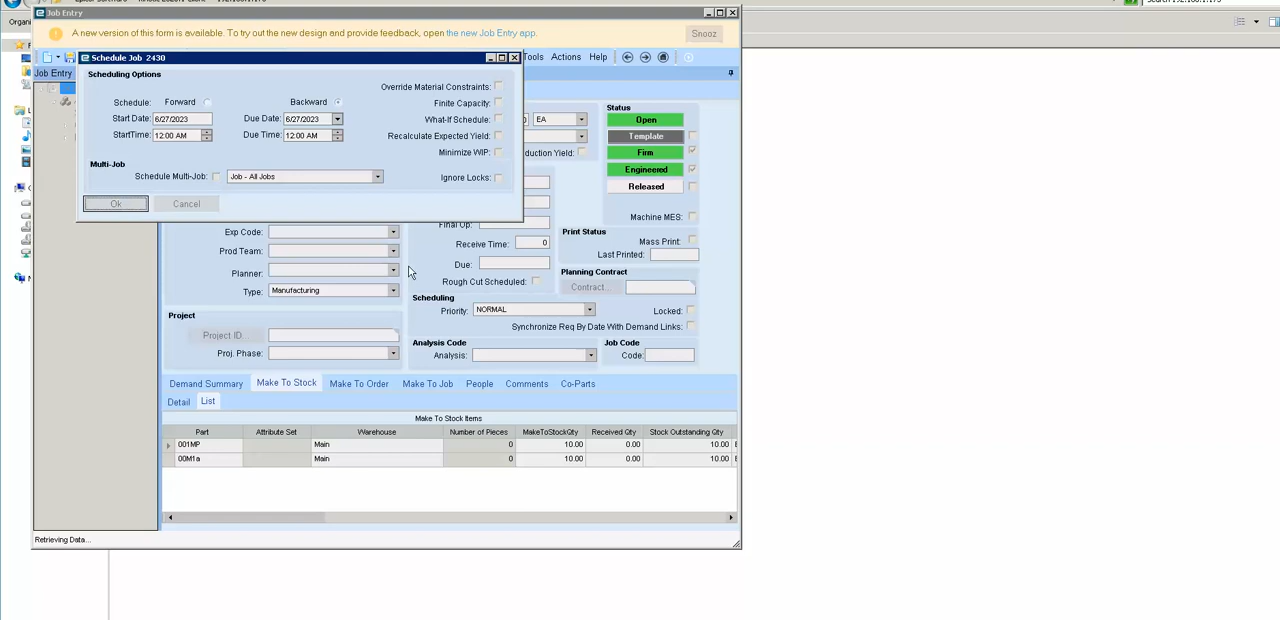 Job Entry
Organi
A new version of this form is available. To try out the new design and provide feedback, open the new Job Entry app.
Snooz
Tools Actions Help
Job Entry
Schedule Job 2430
Scheduling Options
Override Material Constraints:
Schedule: Forward Backward
Finite Capacity:
Start Date: 6/27/2023 Due Date: 6/27/2023
What-If Schedule:
StartTime: 12:00 AM Due Time: 12:00 AM
Recalculate Expected Yield:
Minimize WIP:
Multi-Job
Schedule Multi-Job: Job - All Jobs
Ignore Locks:
Ok Cancel
EA
duction Yield:
Status
Open
Template
Firm
Engineered
Released
Machine MES:
Final Op:
Exp Code:
Print Status
Mass Print:
Receive Time: 0
Prod Team:
Last Printed:
Due:
Planner:
Planning Contract
Rough Cut Scheduled:
Contract...
Type: Manufacturing
Scheduling
Priority: NORMAL
Locked:
Project
Synchronize Req By Date With Demand Links:
Project ID...
Analysis Code
Job Code
Proj. Phase:
Analysis:
Code:
Demand Summary Make To Stock Make To Order Make To Job People Comments Co-Parts
Detail List
Make To Stock Items
Part Attribute Set Warehouse Number of Pieces MakeToStockQty Received Qty Stock Outstanding Qty
001MP Main 0 10.00 0.00 10.00 E
00M1a Main 0 10.00 0.00 10.00 E
Retrieving Data...